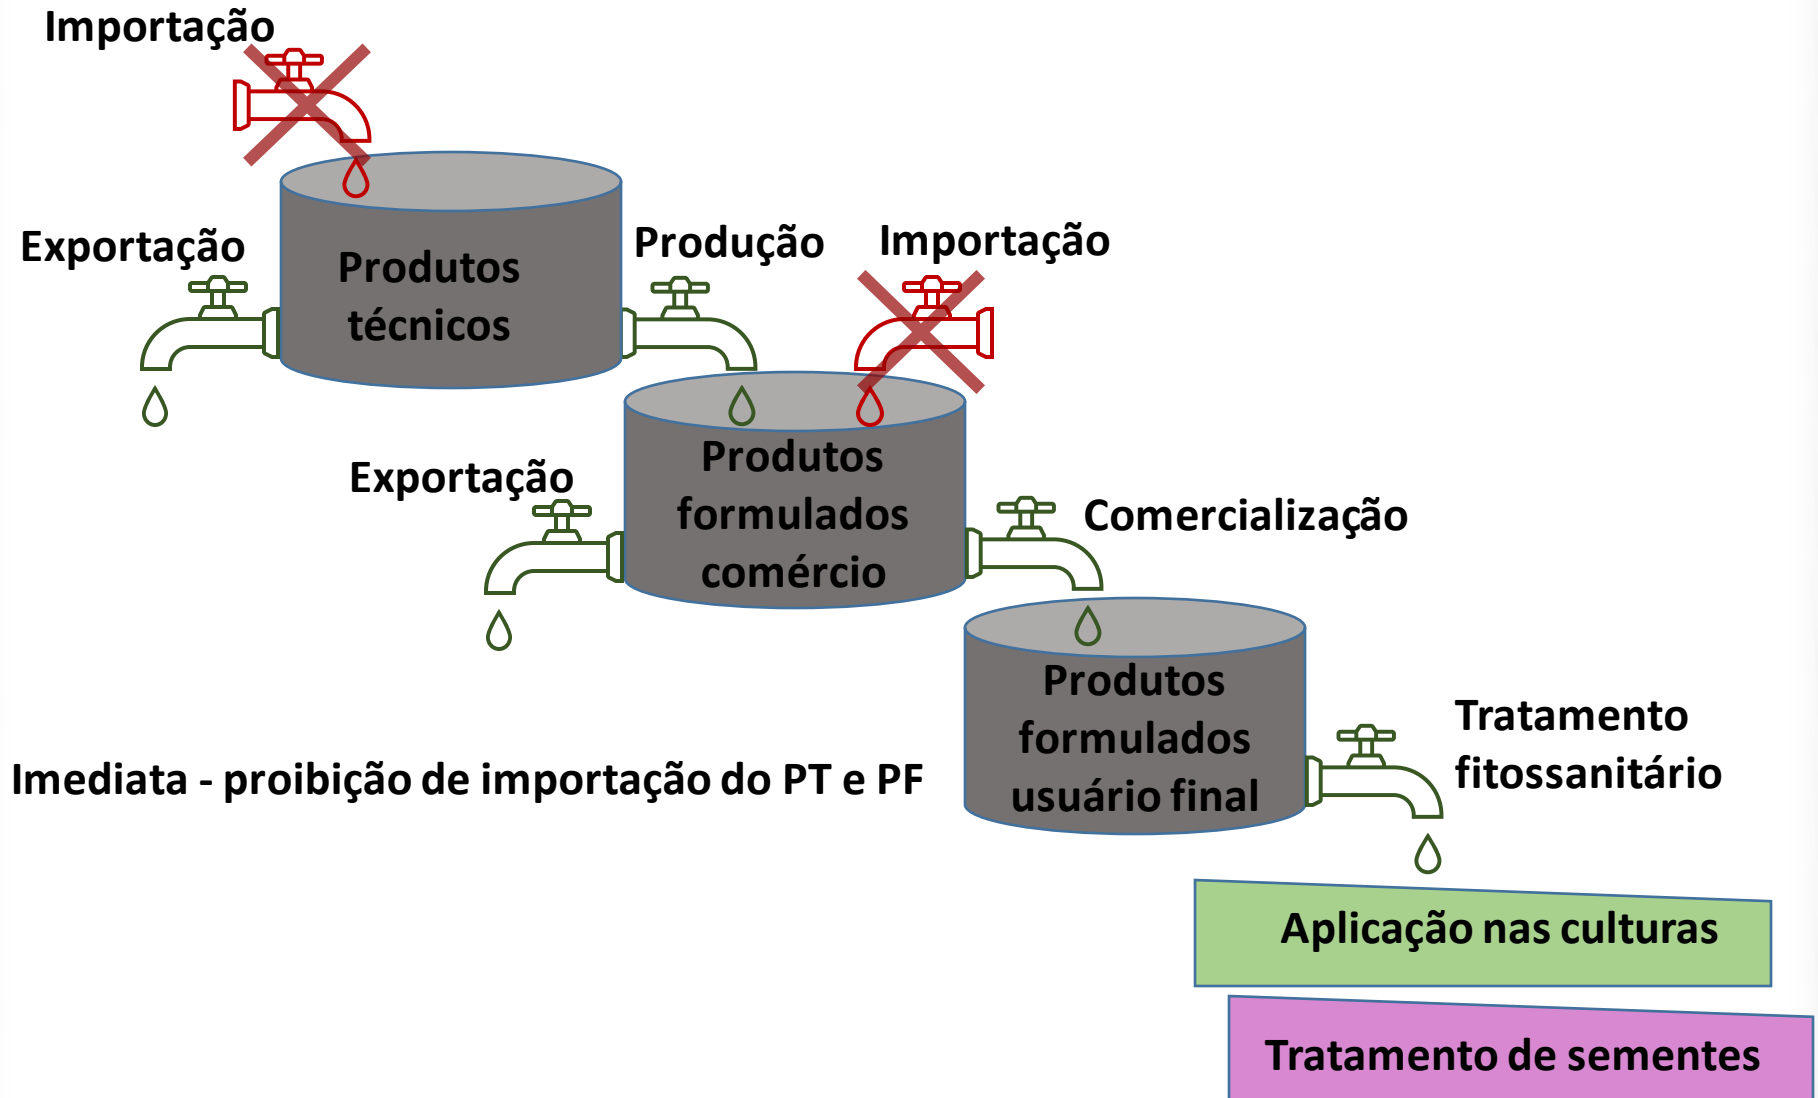 Importação
Exportação
Produtos
técnicos
Produção
Importação
Exportação
Produtos
formulados
comércio
Comercialização
Produtos
formulados
usuário final
Tratamento
fitossanitário
Imediata - proibição de importação do PT e PF
Aplicação nas culturas
Tratamento de sementes